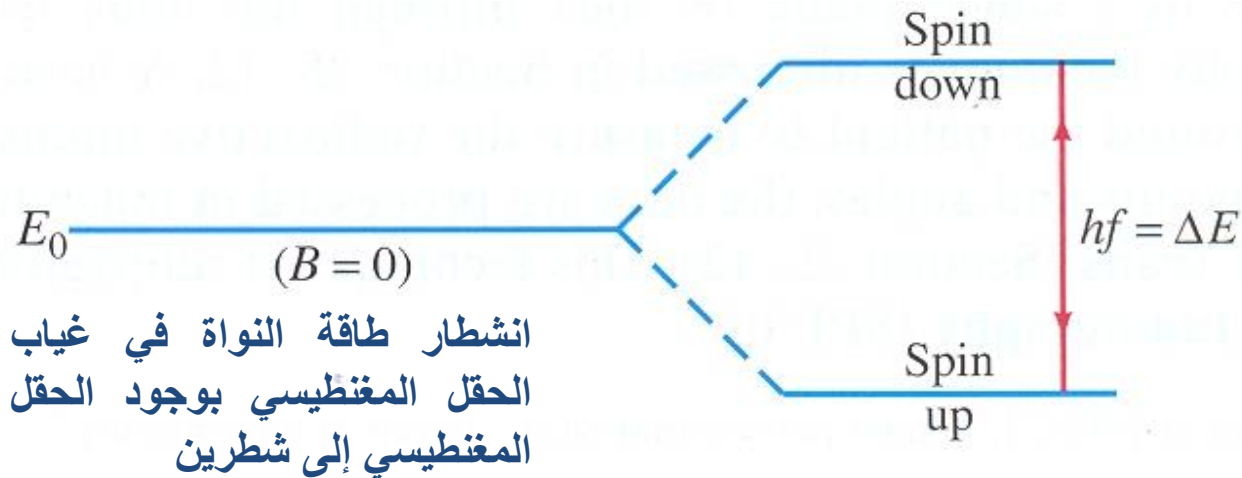 Spin
down
E₀
(B = 0)
hf = ΔE
انشطار طاقة النواة في غياب
الحقل المغنطيسي بوجود الحقل
المغنطيسي إلى شطرين
Spin
up